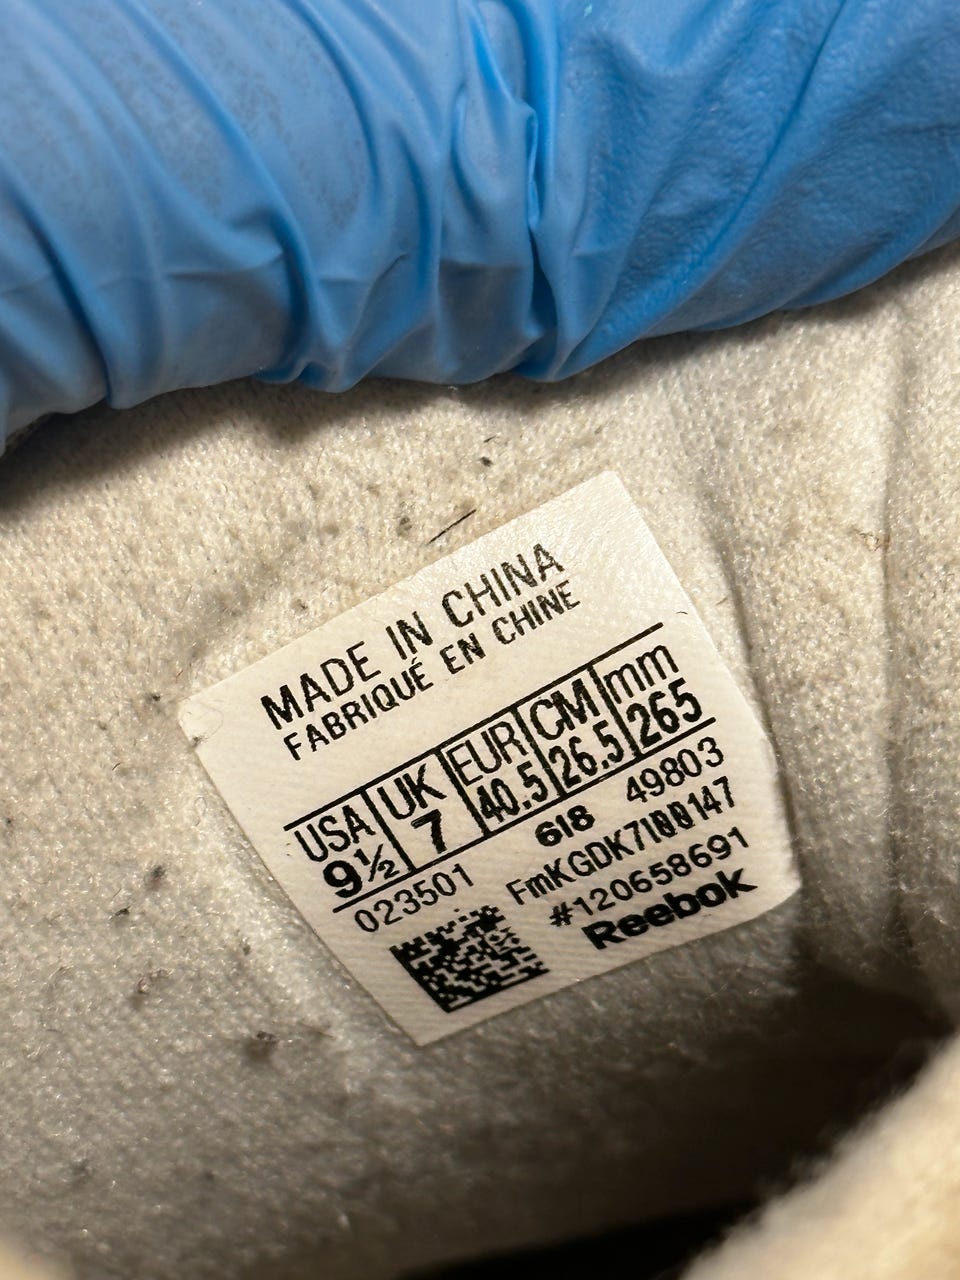 MADE IN CHINA
FABRIQUÉ EN CHINE
USA UK EUR CM mm
9½ 7 40.5 26.5 265
023501 618 49803
FmKGDK7100147
#120658691
Reebok